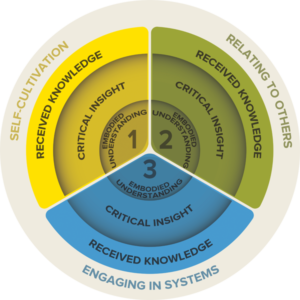 SELF-CULTIVATION
RECEIVED KNOWLEDGE
CRITICAL INSIGHT
EMBODIED
UNDERSTANDING
1
RELATING TO OTHERS
RECEIVED KNOWLEDGE
CRITICAL INSIGHT
EMBODIED
UNDERSTANDING
2
3
EMBODIED
UNDERSTANDING
CRITICAL INSIGHT
RECEIVED KNOWLEDGE
ENGAGING IN SYSTEMS